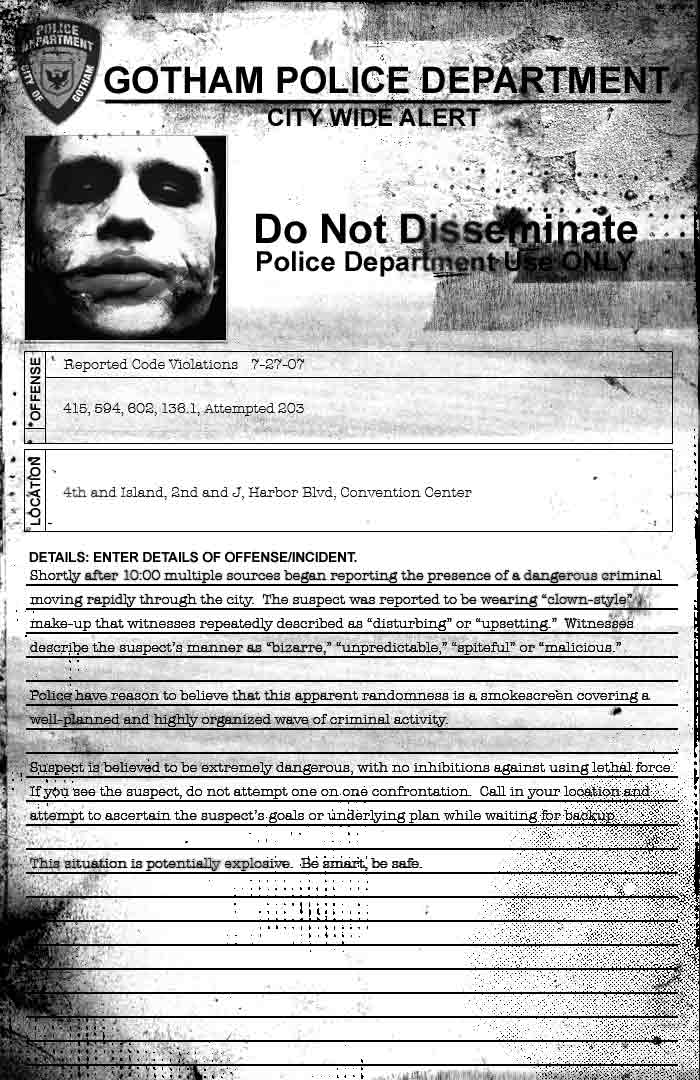 POLICE
DEPARTMENT
CITY OF GOTHAM
GOTHAM POLICE DEPARTMENT
CITY WIDE ALERT
Do Not Disseminate
Police Department Use ONLY
OFFENSE
Reported Code Violations 7-27-07
415, 594, 602, 136.1, Attempted 203
LOCATION
4th and Island, 2nd and J, Harbor Blvd, Convention Center
DETAILS: ENTER DETAILS OF OFFENSE/INCIDENT.
Shortly after 10:00 multiple sources began reporting the presence of a dangerous criminal
moving rapidly through the city. The suspect was reported to be wearing “clown-style”
make-up that witnesses repeatedly described as “disturbing” or “upsetting.” Witnesses
describe the suspect’s manner as “bizarre,” “unpredictable,” “spiteful” or “malicious.”
Police have reason to believe that this apparent randomness is a smokescreen covering a
well-planned and highly organized wave of criminal activity.
Suspect is believed to be extremely dangerous, with no inhibitions against using lethal force.
If you see the suspect, do not attempt one on one confrontation. Call in your location and
attempt to ascertain the suspect’s goals or underlying plan while waiting for backup.
This situation is potentially explosive. Be smart, be safe.